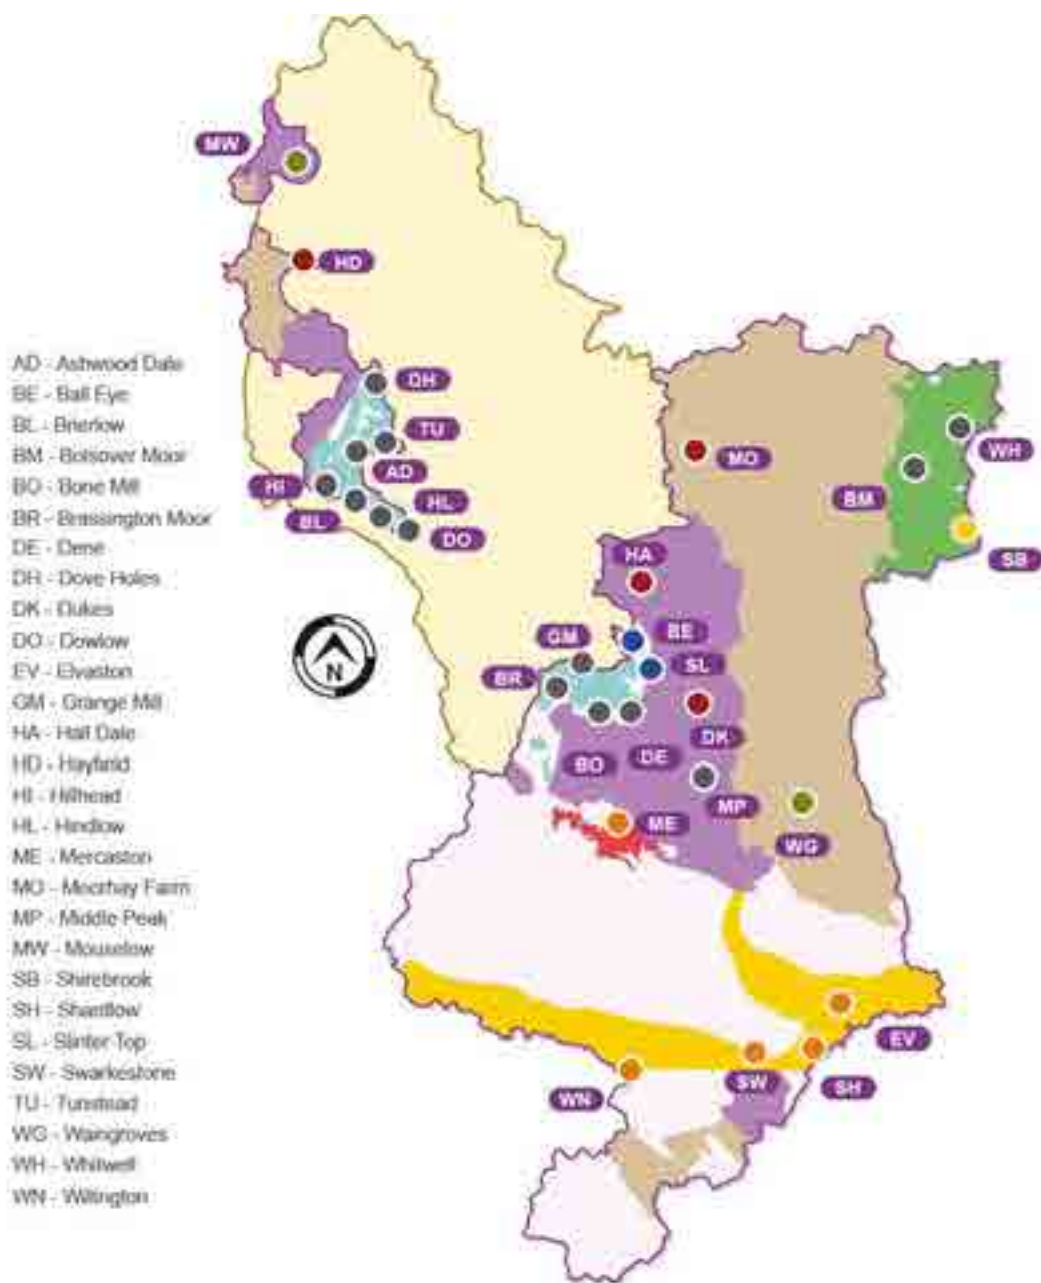 MW
HD
AD - Ashwood Dale
BE - Ball Eye
BL - Brierlow
BM - Bolsover Moor
BO - Bone Mill
BR - Brassington Moor
DE - Dene
DH - Dove Holes
DK - Dukes
DO - Dowlow
EV - Elvaston
GM - Grange Mill
HA - Hall Dale
HD - Hayfield
HI - Hillhead
HL - Hindlow
ME - Mercaston
MO - Moorhay Farm
MP - Middle Peak
MW - Mouselow
SB - Shirebrook
SH - Shardlow
SL - Slinter Top
SW - Swarkestone
TU - Tunstead
WG - Waingroves
WH - Whitwell
WN - Willington
DH
TU
AD
HI
HL
BL
DO
MO
WH
BM
SB
HA
N
GM
BE
SL
BR
DK
DE
BO
MP
ME
WG
EV
SW
SH
WN